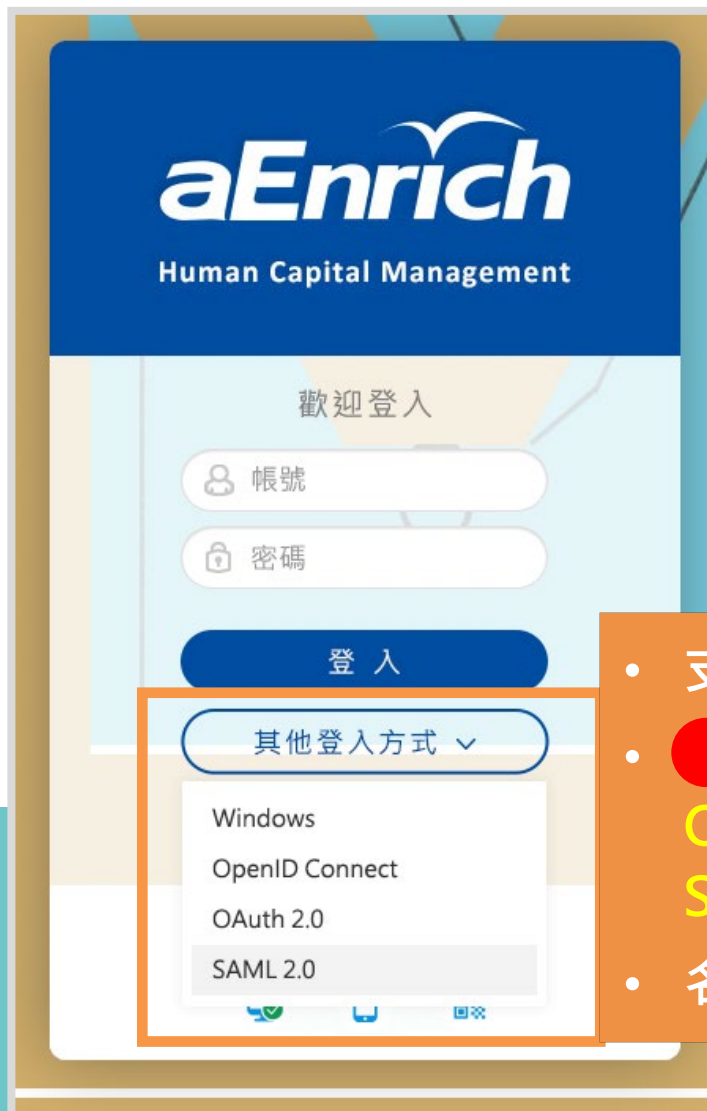 aEnrich
Human Capital Management
歡迎登入
帳號
密碼
登入
其他登入方式
Windows
OpenID Connect
OAuth 2.0
SAML 2.0